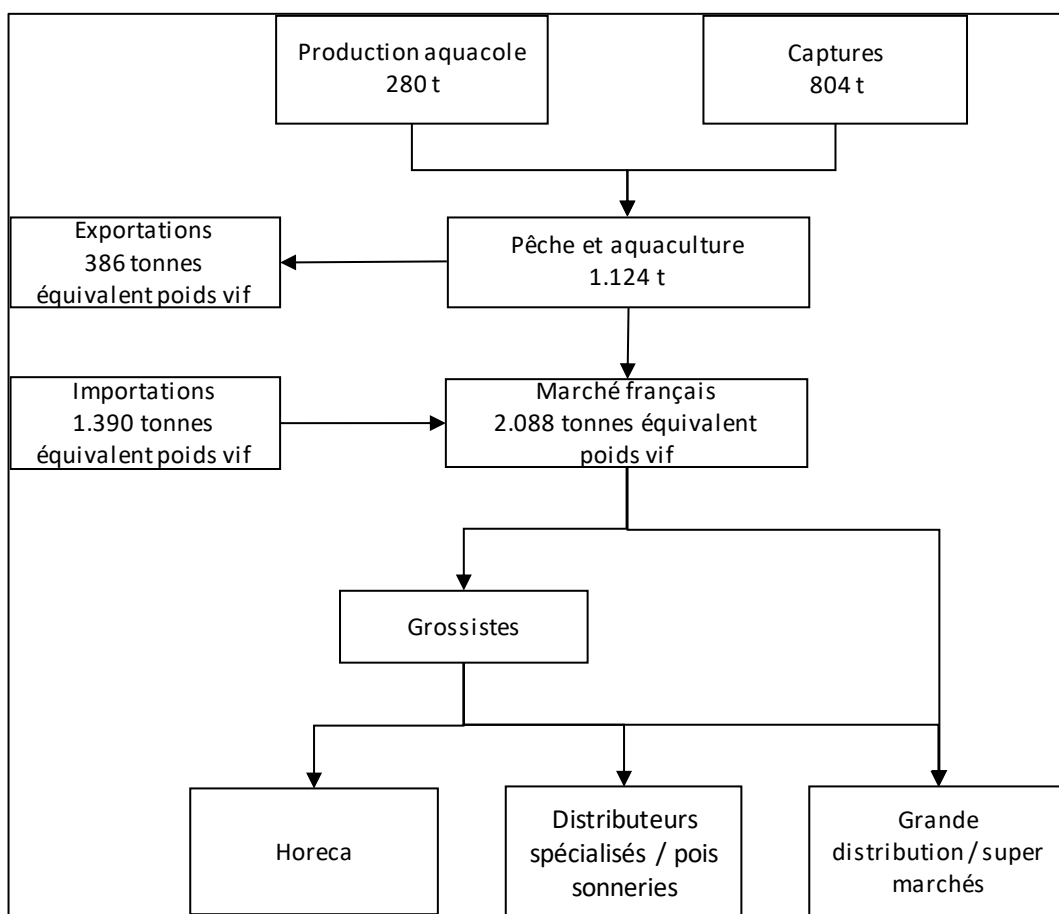 Production aquacole
280 t
Captures
804 t
Exportations
386 tonnes
équivalent poids vif
Pêche et aquaculture
1.124 t
Importations
1.390 tonnes
équivalent poids vif
Marché français
2.088 tonnes équivalent
poids vif
Grossistes
Horeca
Distributeurs
spécialisés / pois
sonneries
Grande
distribution / super
marchés